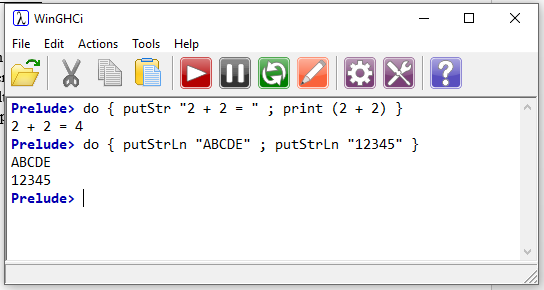 WinGHCi
File Edit Actions Tools Help
Prelude> do { putStr "2 + 2 = " ; print (2 + 2) }
2 + 2 = 4
Prelude> do { putStrLn "ABCDE" ; putStrLn "12345" }
ABCDE
12345
Prelude>